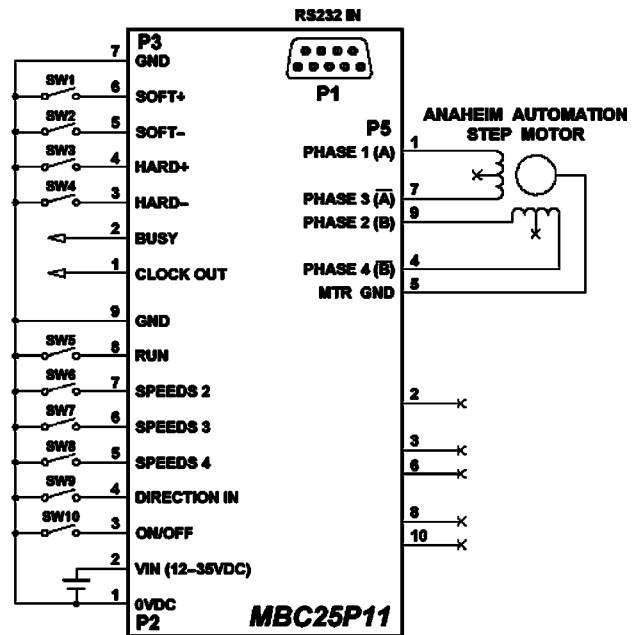 RS232 IN
P3
P1
7 GND
SW1
6 SOFT+
SW2
5 SOFT–
SW3
4 HARD+
SW4
3 HARD–
2 BUSY
1 CLOCK OUT
9 GND
SW5
8 RUN
SW6
7 SPEEDS 2
SW7
6 SPEEDS 3
SW8
5 SPEEDS 4
SW9
4 DIRECTION IN
SW10
3 ON/OFF
2 VIN (12–35VDC)
1 0VDC
P2
MBC25P11
P5
PHASE 1 (A) 1
PHASE 3 (A̅) 7
PHASE 2 (B) 9
PHASE 4 (B̅) 4
MTR GND 5
2
3
6
8
10
ANAHEIM AUTOMATION
STEP MOTOR